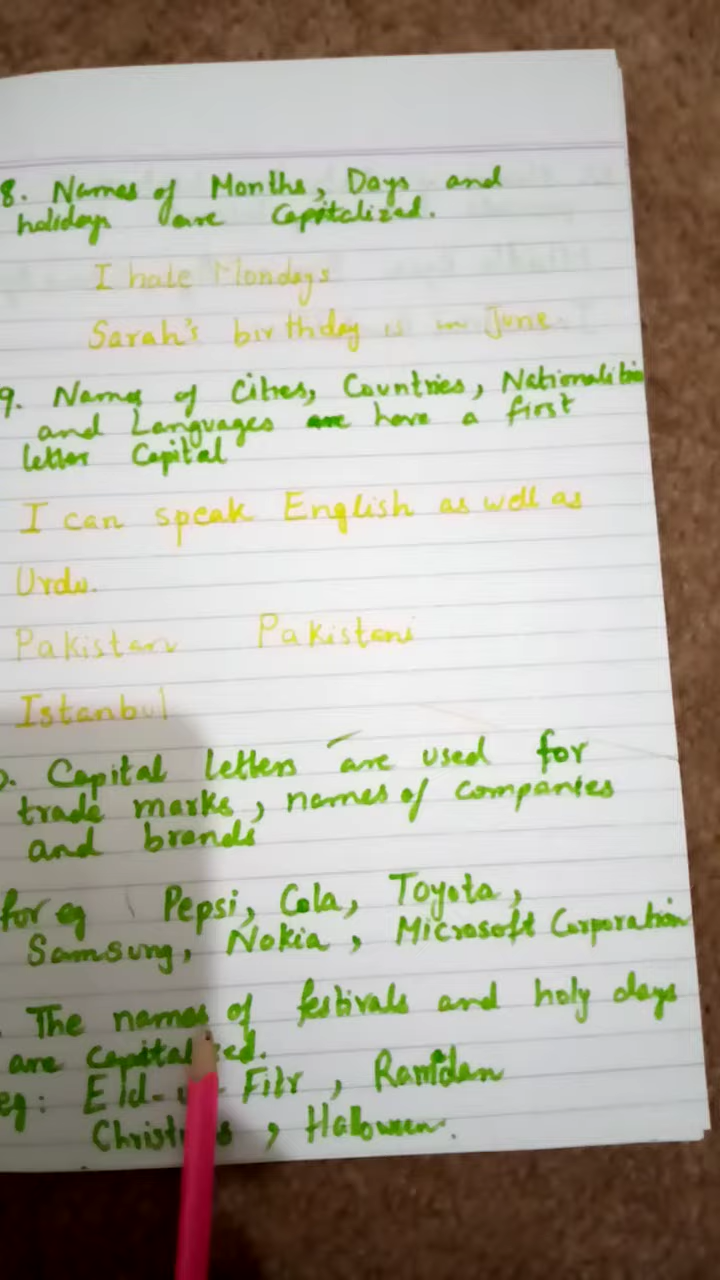 8. Names of Months, Days and
holidays are Capitalized.
I hate Mondays
Sarah's birthday is in June.
9. Names of Cities, Countries, Nationalities
and Languages have a first
letter Capital
I can speak English as well as
Urdu.
Pakistan Pakistani
Istanbul
. Capital letters are used for
trade marks, names of companies
and brands
for eg Pepsi, Cola, Toyota,
Samsung, Nokia, Microsoft Corporation
. The names of festivals and holy days
are capitalized.
eg: Eid- Fitr, Ramdan
Christmas, Haloween.